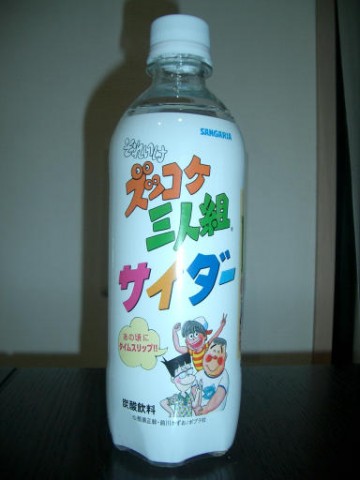 SANGARIA
それいけ
ズッコケ
三人組
サイダー
あの頃に
タイムスリップ!!
炭酸飲料